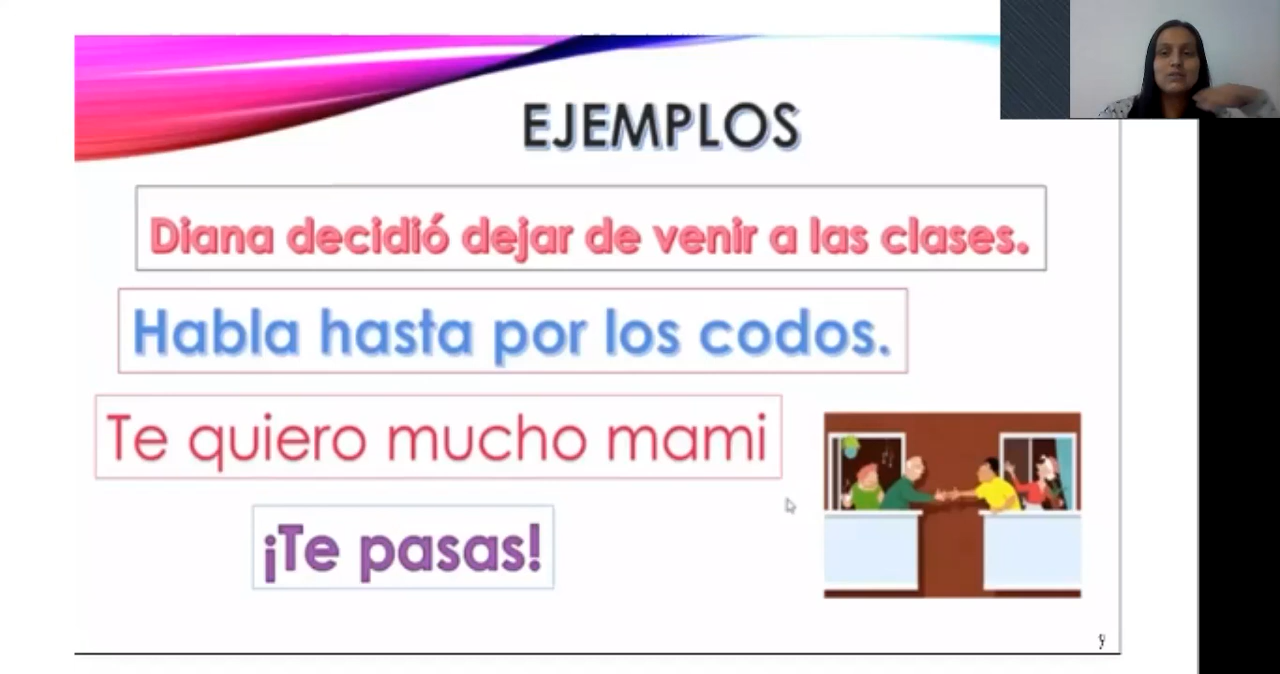 EJEMPLOS
Diana decidió dejar de venir a las clases.
Habla hasta por los codos.
Te quiero mucho mami
¡Te pasas!
9